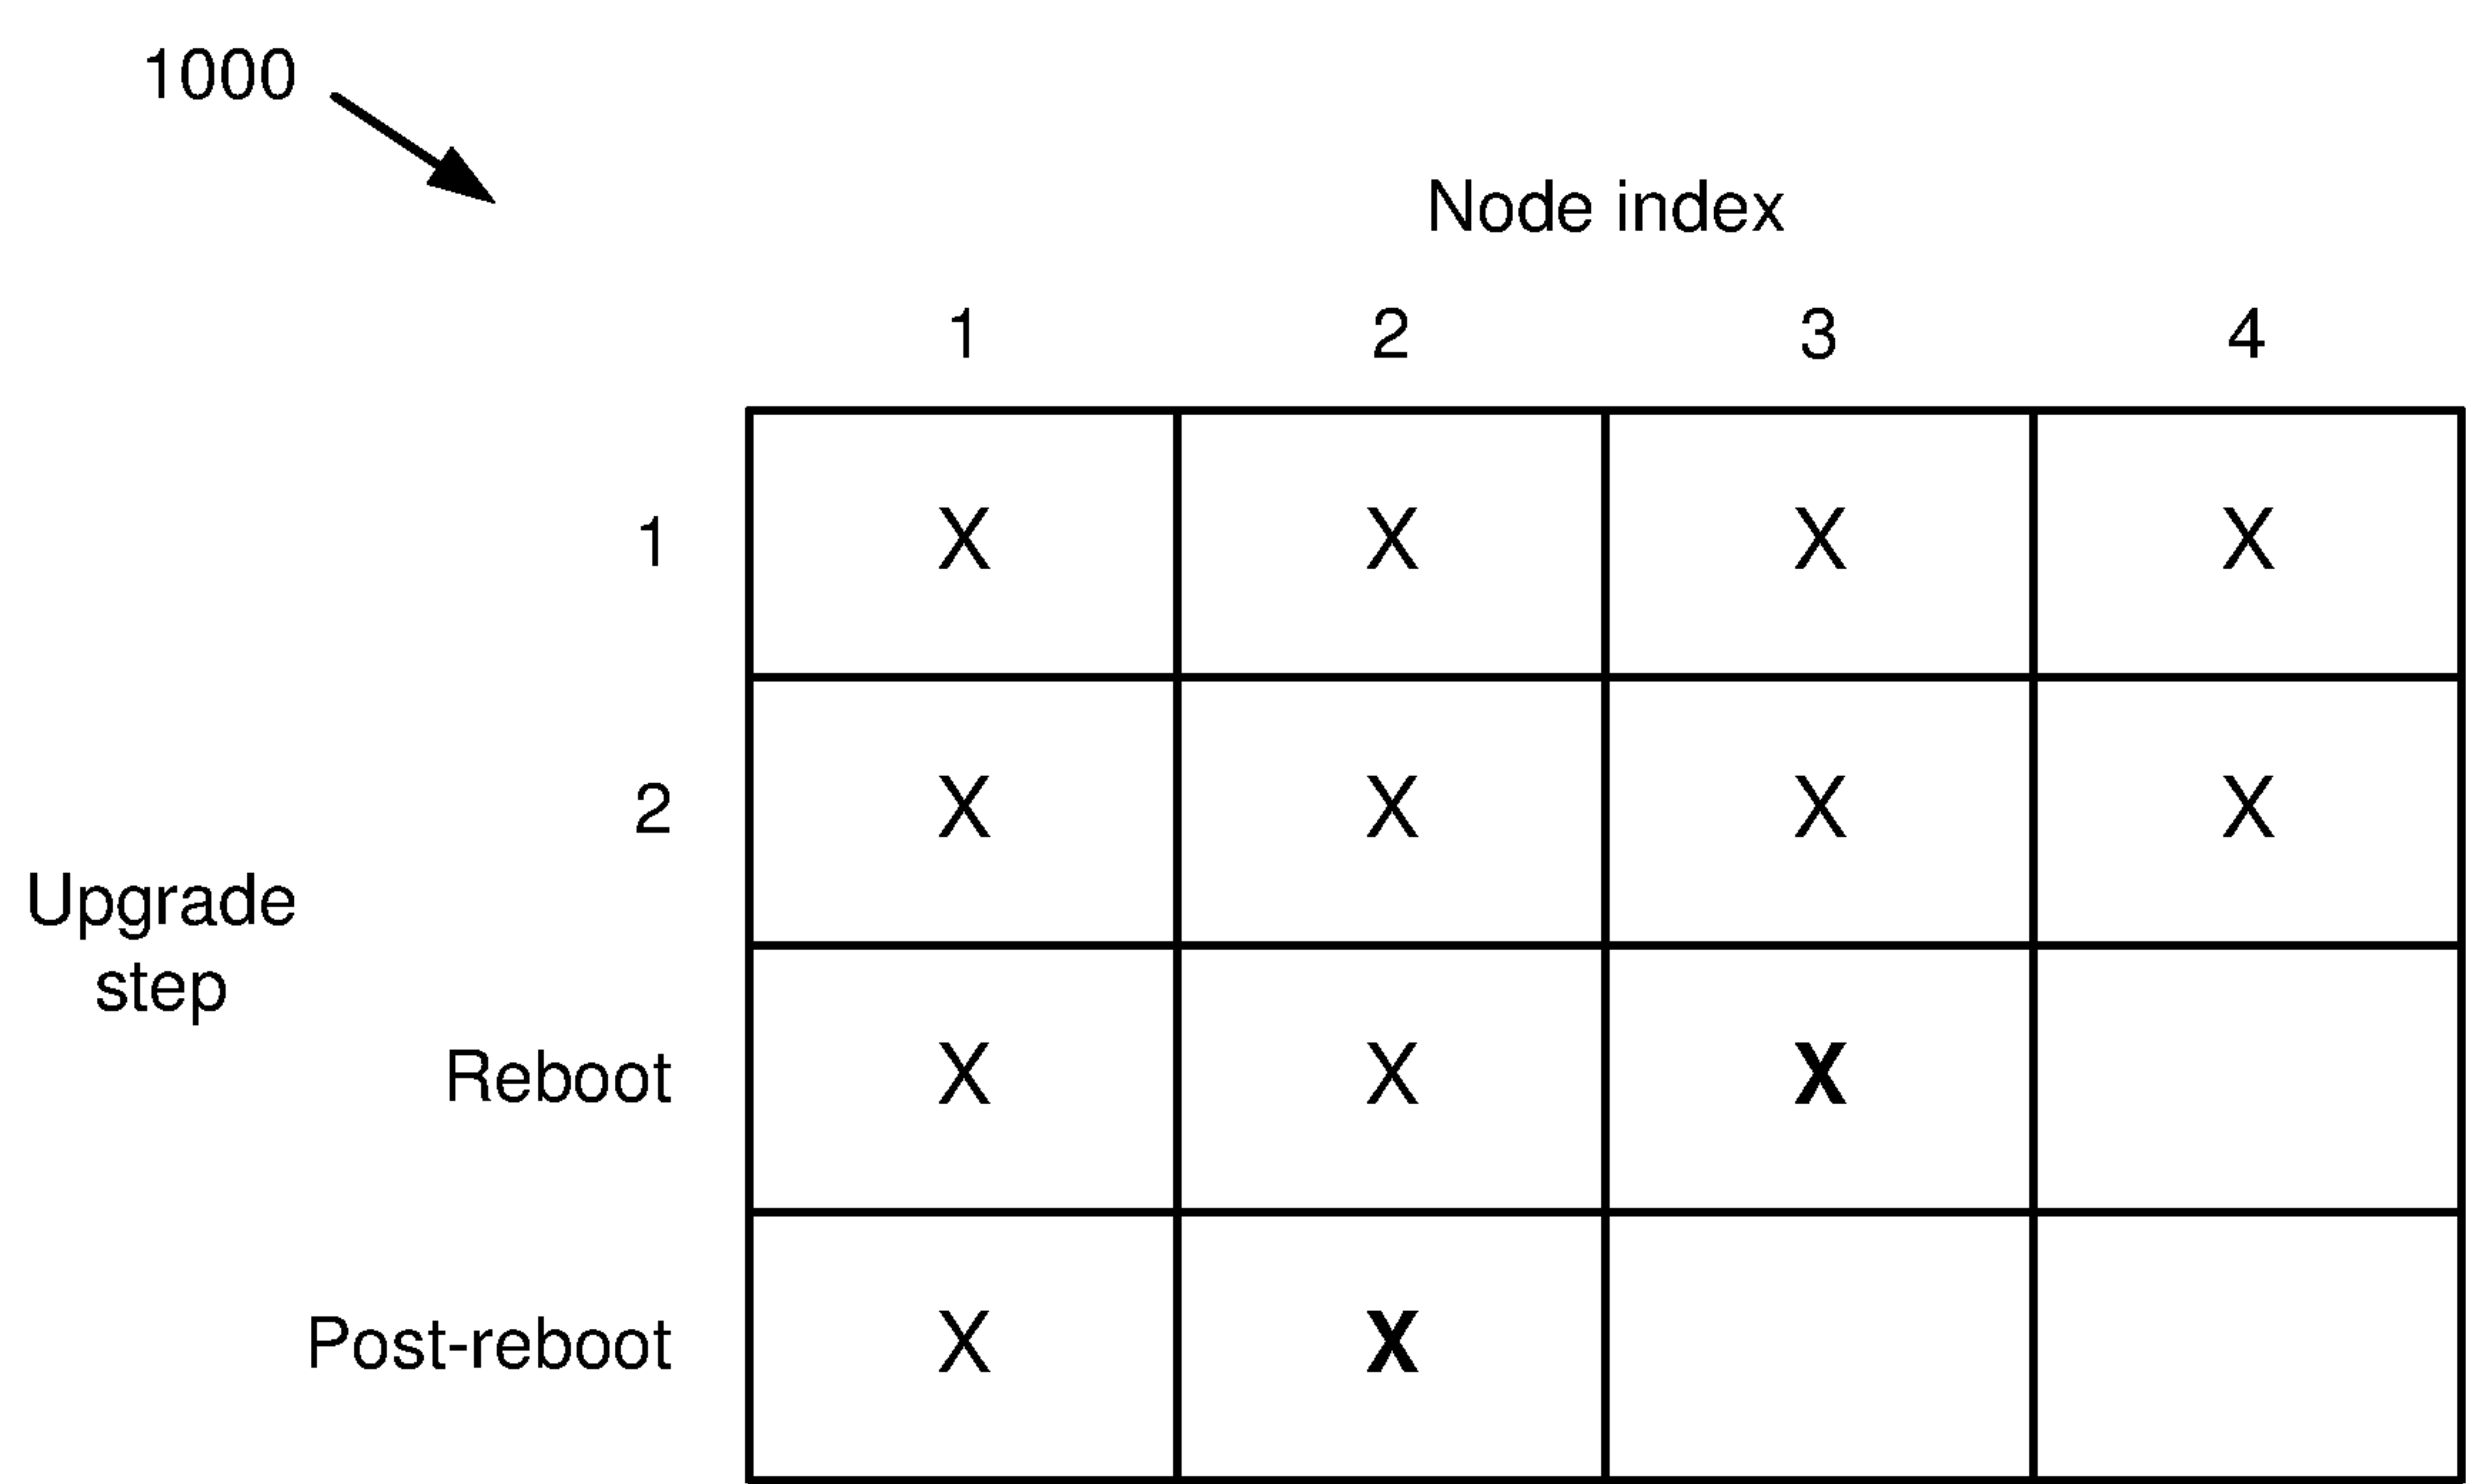 1000
Node index
1 2 3 4
1 X X X X
2 X X X X
Upgrade
step
Reboot X X X
Post-reboot X X